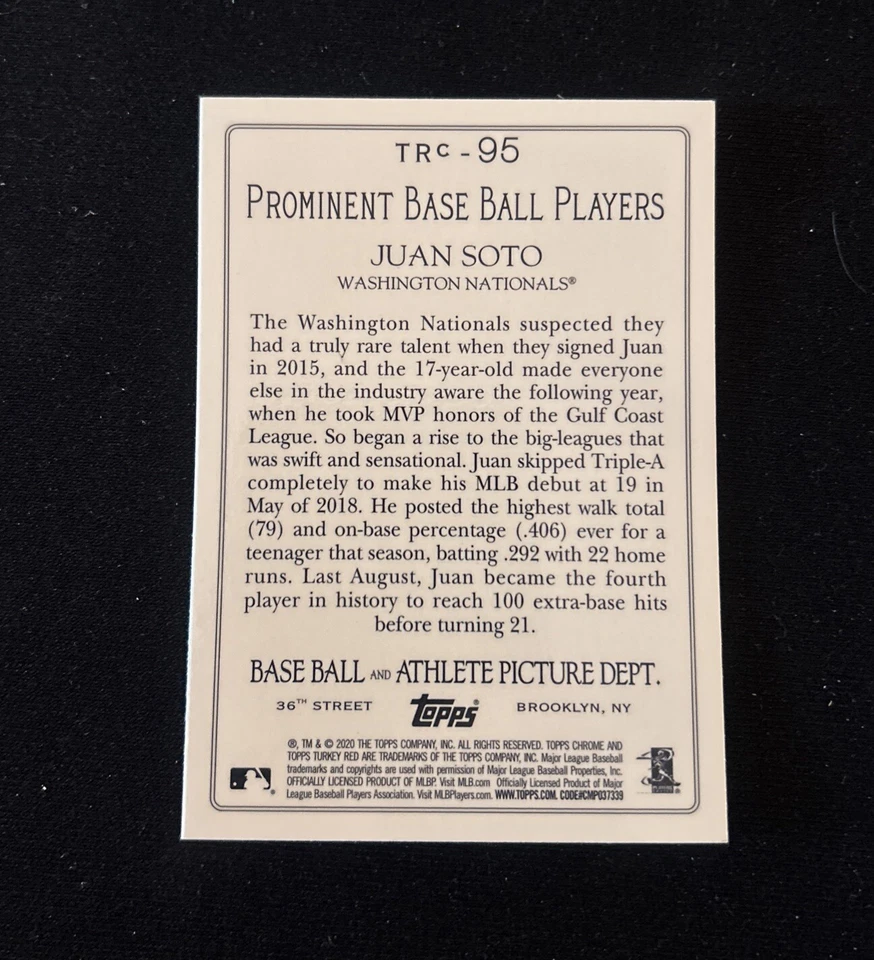 TRC - 95
PROMINENT BASE BALL PLAYERS
JUAN SOTO
WASHINGTON NATIONALS®
The Washington Nationals suspected they
had a truly rare talent when they signed Juan
in 2015, and the 17-year-old made everyone
else in the industry aware the following year,
when he took MVP honors of the Gulf Coast
League. So began a rise to the big-leagues that
was swift and sensational. Juan skipped Triple-A
completely to make his MLB debut at 19 in
May of 2018. He posted the highest walk total
(79) and on-base percentage (.406) ever for a
teenager that season, batting .292 with 22 home
runs. Last August, Juan became the fourth
player in history to reach 100 extra-base hits
before turning 21.
BASE BALL AND ATHLETE PICTURE DEPT.
36TH STREET Topps® BROOKLYN, NY
®, TM & © 2020 THE TOPPS COMPANY, INC. ALL RIGHTS RESERVED. TOPPS CHROME AND
TOPPS TURKEY RED ARE TRADEMARKS OF THE TOPPS COMPANY, INC. Major League Baseball
trademarks and copyrights are used with permission of Major League Baseball Properties, Inc.
OFFICIALLY LICENSED PRODUCT OF MLBP. Visit MLB.com Officially Licensed Product of Major
League Baseball Players Association. Visit MLBPlayers.com. WWW.TOPPS.COM. CODE#CMP037339